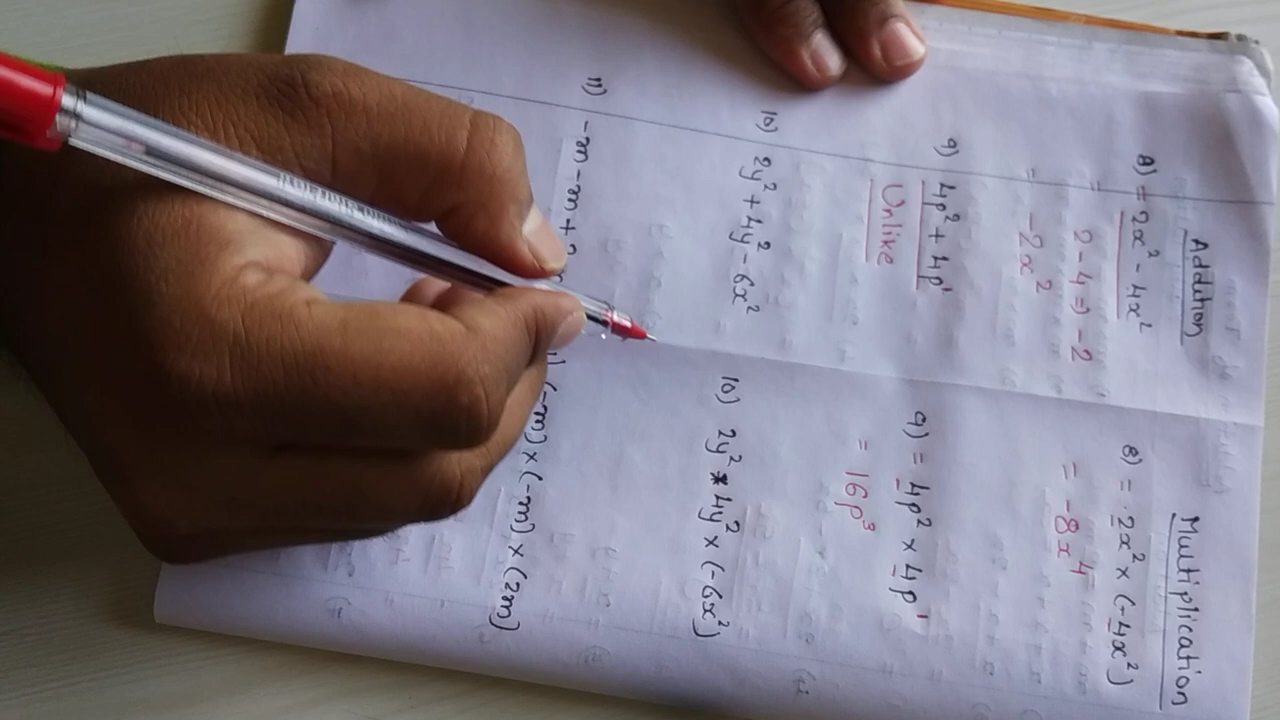 Addition
8) = 2x² - 4x²
= 2 - 4 ⇒ -2
= -2x²
9) 4p² + 4p¹
Unlike
10) 2y² + 4y² - 6x²
11) -m - m +
Multiplication
8) = 2x² × (-4x²)
= -8x⁴
9) = 4p² × 4p¹
= 16p³
10) 2y² * 4y² × (-6x²)
(-m) × (-m) × (2m)